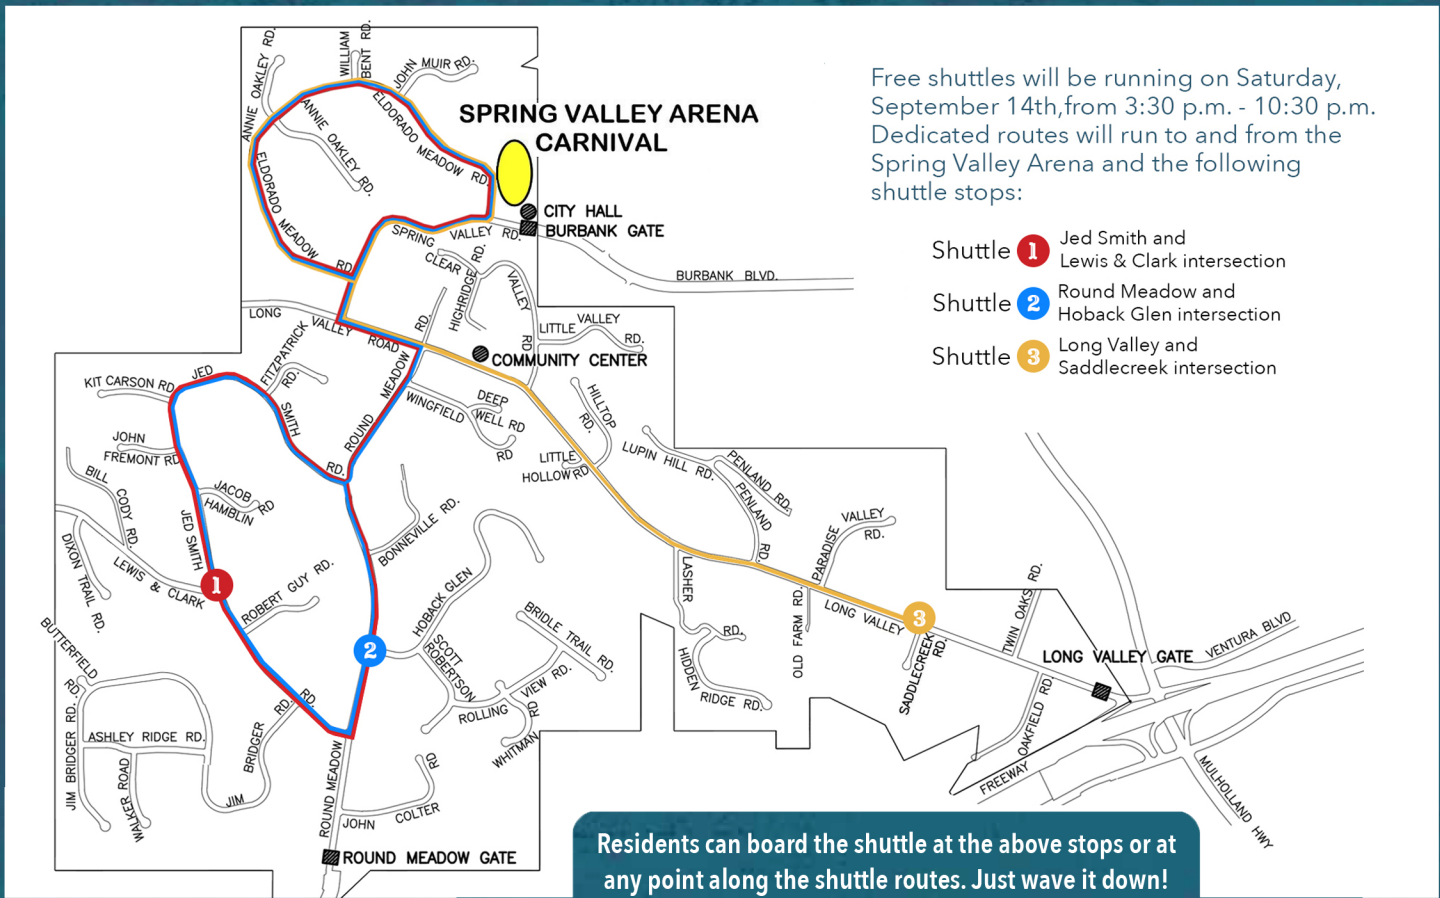 SPRING VALLEY ARENA
CARNIVAL
CITY HALL
BURBANK GATE
BURBANK BLVD.
ANNIE OAKLEY RD.
WILLIAM
BENT RD.
JOHN MUIR RD.
ANNIE OAKLEY RD.
ELDORADO MEADOW RD.
ELDORADO MEADOW RD.
SPRING VALLEY RD.
CLEAR VALLEY RD
HIGHRIDGE RD.
LONG VALLEY ROAD
LITTLE VALLEY RD.
COMMUNITY CENTER
FITZPATRICK
RD.
KIT CARSON RD.
JED SMITH RD.
JOHN
FREMONT RD.
BILL CODY RD.
JACOB
HAMBLIN RD
JED SMITH RD.
DIXON TRAIL RD.
LEWIS & CLARK
1
ROBERT GUY RD.
ROUND MEADOW RD.
WINGFIELD RD
DEEP
WELL RD
HILLTOP
RD.
LITTLE
HOLLOW RD
LUPIN HILL RD.
PENLAND RD.
PENLAND RD.
BONNEVILLE RD.
HOBACK GLEN
2
SCOTT
ROBERTSON
BRIDLE TRAIL RD.
ROLLING VIEW RD.
WHITMAN RD
LASHER RD.
HIDDEN RIDGE RD.
PARADISE VALLEY
RD.
OLD FARM RD.
LONG VALLEY
3
SADDLECREEK
RD.
TWIN OAKS RD.
LONG VALLEY GATE
VENTURA BLVD
OAKFIELD RD.
FREEWAY
MULHOLLAND HWY
BUTTERFIELD
RD.
JIM BRIDGER RD.
ASHLEY RIDGE RD.
WALKER ROAD
JIM BRIDGER RD.
ROUND MEADOW
JOHN COLTER RD
ROUND MEADOW GATE
Free shuttles will be running on Saturday,
September 14th,from 3:30 p.m. - 10:30 p.m.
Dedicated routes will run to and from the
Spring Valley Arena and the following
shuttle stops:
Shuttle 1 Jed Smith and
Lewis & Clark intersection
Shuttle 2 Round Meadow and
Hoback Glen intersection
Shuttle 3 Long Valley and
Saddlecreek intersection
Residents can board the shuttle at the above stops or at
any point along the shuttle routes. Just wave it down!